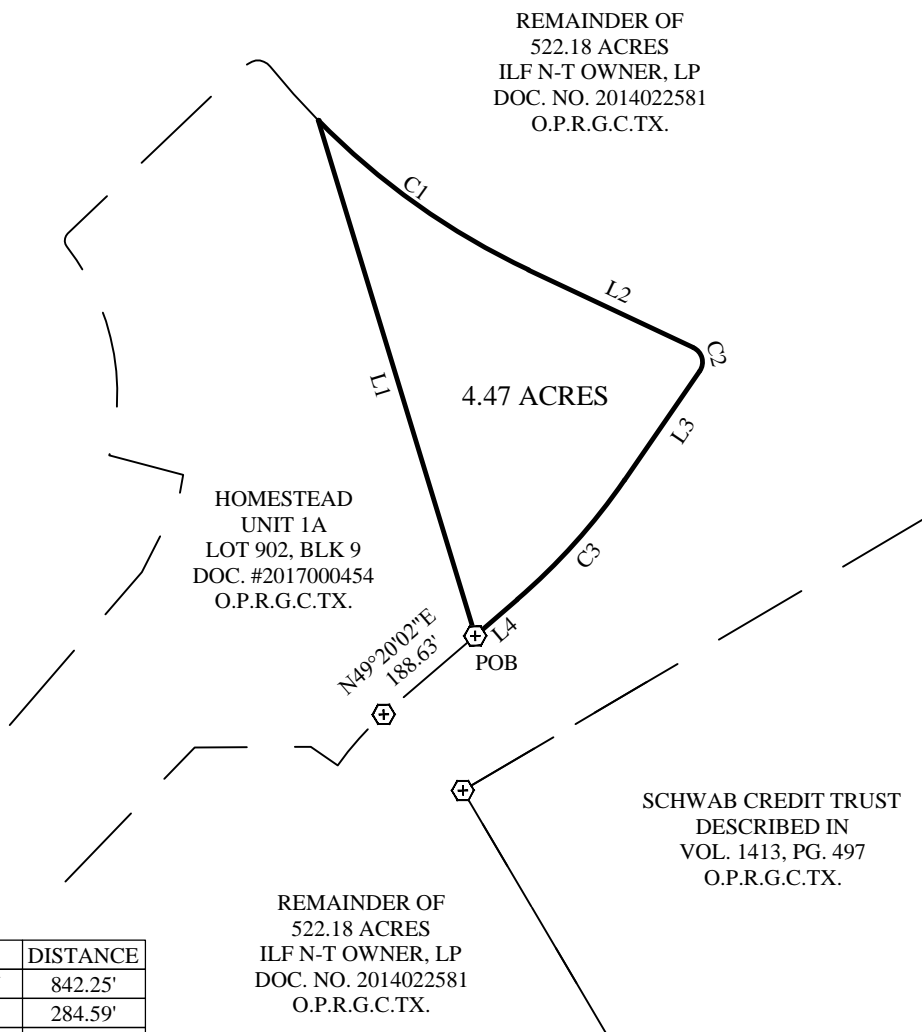 REMAINDER OF
522.18 ACRES
ILF N-T OWNER, LP
DOC. NO. 2014022581
O.P.R.G.C.TX.
C1
L2
C2
L1
4.47 ACRES
L3
HOMESTEAD
UNIT 1A
LOT 902, BLK 9
DOC. #2017000454
O.P.R.G.C.TX.
C3
N49°20'02"E
188.63'
L4
POB
SCHWAB CREDIT TRUST
DESCRIBED IN
VOL. 1413, PG. 497
O.P.R.G.C.TX.
REMAINDER OF
522.18 ACRES
ILF N-T OWNER, LP
DOC. NO. 2014022581
O.P.R.G.C.TX.
DISTANCE
842.25'
284.59'